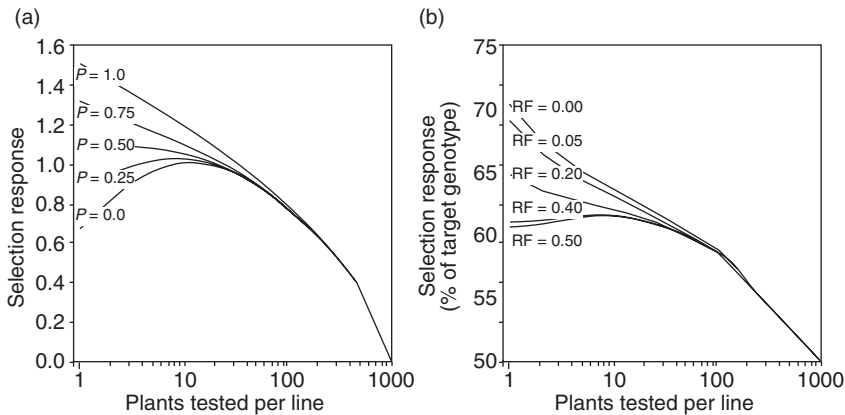 (a)
Selection response
1.6
1.4
1.2
1.0
0.8
0.6
0.4
0.2
0.0
P = 1.0
P = 0.75
P = 0.50
P = 0.25
P = 0.0
1
10
100
1000
Plants tested per line
(b)
Selection response
(% of target genotype)
75
70
65
60
55
50
RF = 0.00
RF = 0.05
RF = 0.20
RF = 0.40
RF = 0.50
1
10
100
1000
Plants tested per line